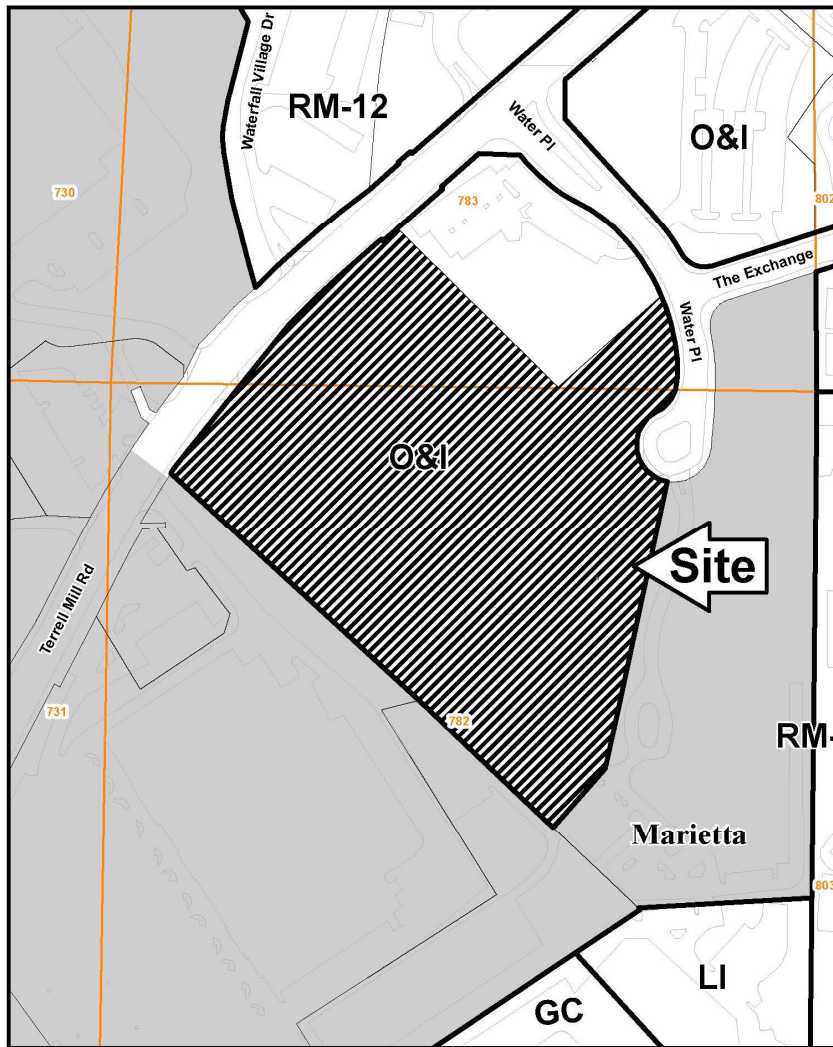 Waterfall Village Dr
RM-12
Water Pl
O&I
730
783
802
The Exchange
Water Pl
O&I
Site
Terrell Mill Rd
731
782
RM-
Marietta
803
LI
GC